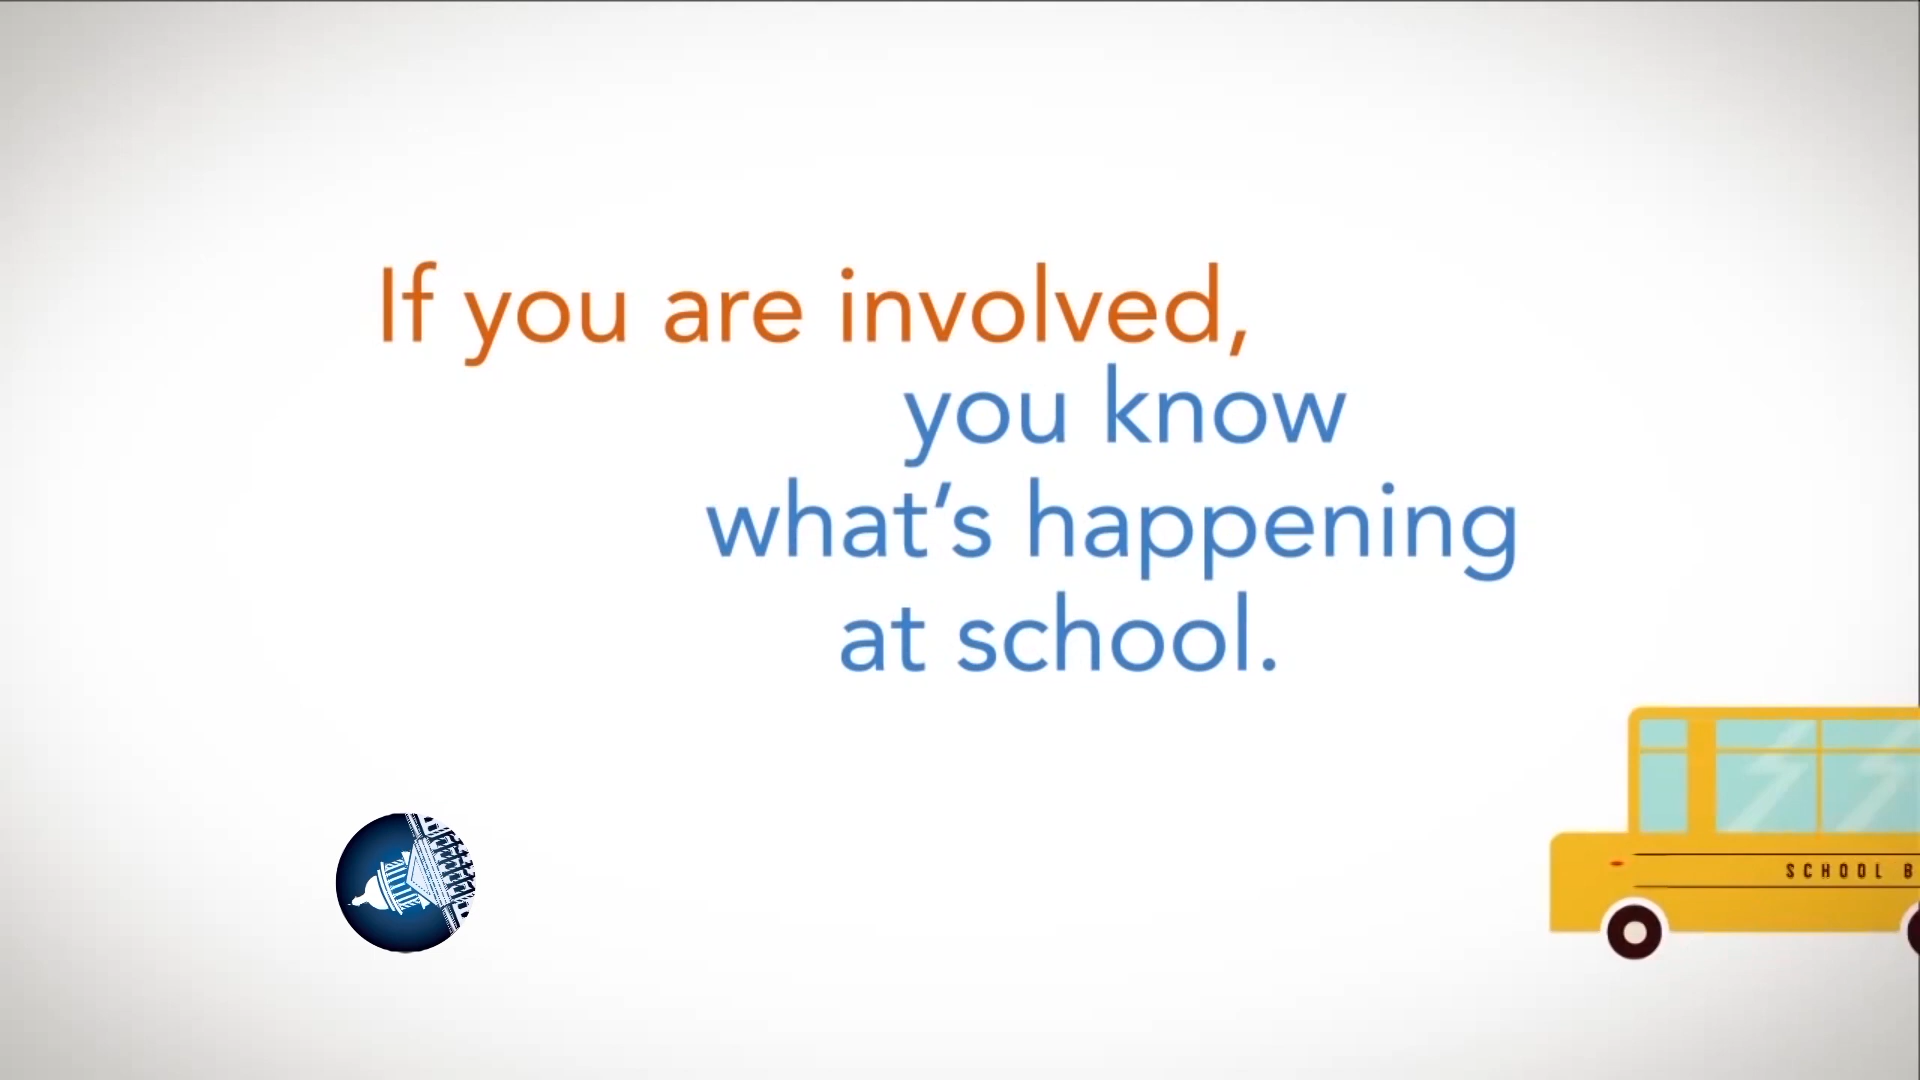 If you are involved,
you know
what’s happening
at school.
SCHOOL B